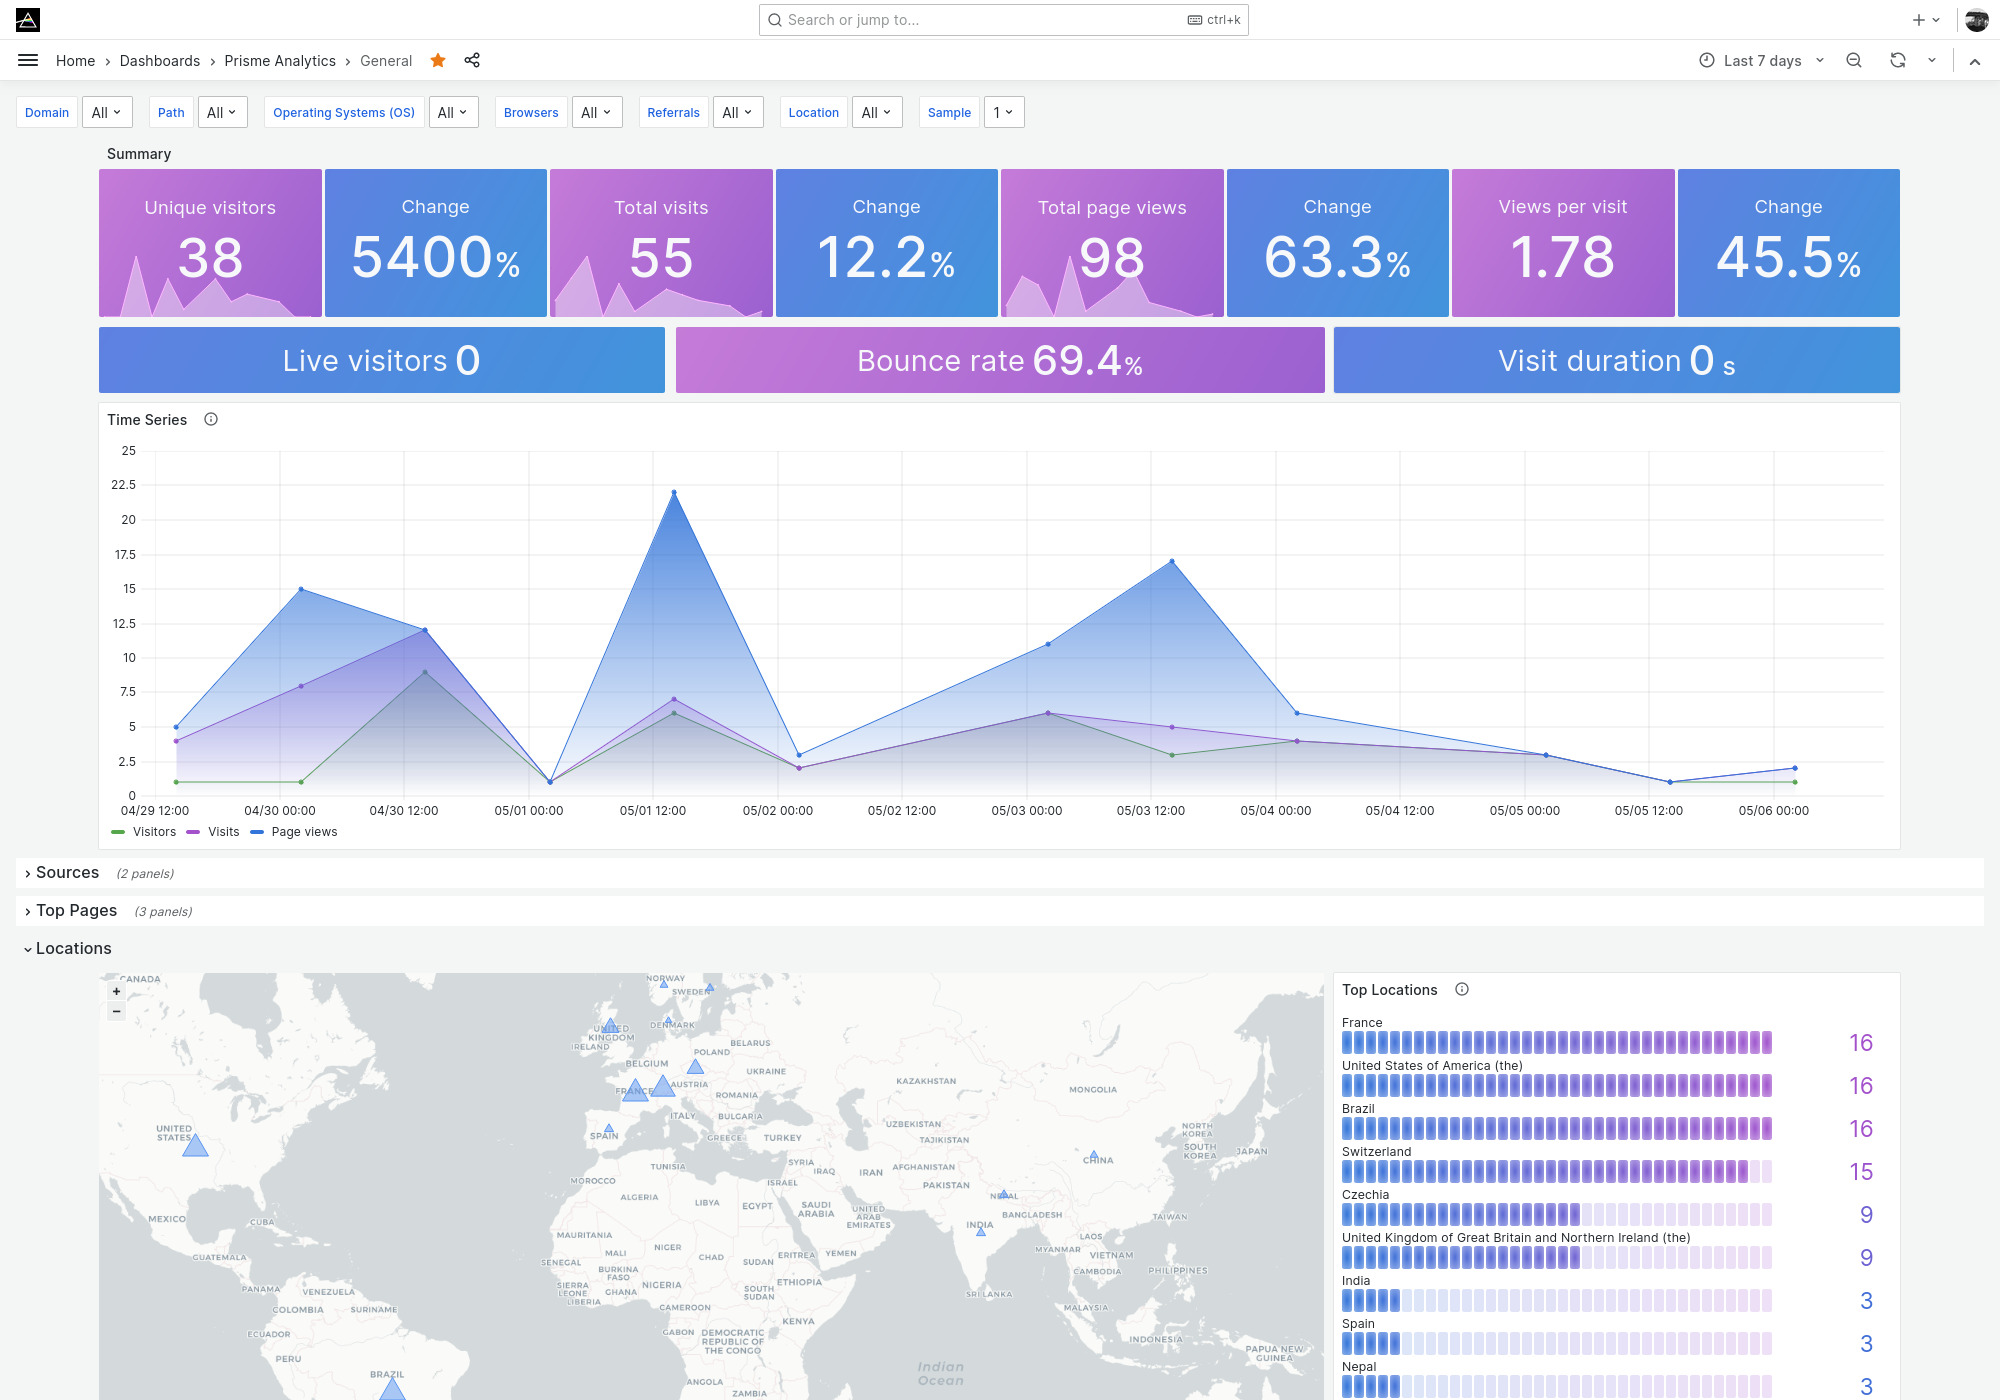 Search or jump to...
ctrl+k
Home › Dashboards › Prisme Analytics › General
Last 7 days
Domain All Path All Operating Systems (OS) All Browsers All Referrals All Location All Sample 1
Summary
Unique visitors
38
Change
5400%
Total visits
55
Change
12.2%
Total page views
98
Change
63.3%
Views per visit
1.78
Change
45.5%
Live visitors 0
Bounce rate 69.4%
Visit duration 0 s
Time Series
25
22.5
20
17.5
15
12.5
10
7.5
5
2.5
0
04/29 12:00 04/30 00:00 04/30 12:00 05/01 00:00 05/01 12:00 05/02 00:00 05/02 12:00 05/03 00:00 05/03 12:00 05/04 00:00 05/04 12:00 05/05 00:00 05/05 12:00 05/06 00:00
Visitors Visits Page views
Sources (2 panels)
Top Pages (3 panels)
Locations
+
−
CANADA
NORWAY
SWEDEN
UNITED
KINGDOM
DENMARK
IRELAND
BELARUS
POLAND
BELGIUM
UKRAINE
FRANCE
AUSTRIA
ROMANIA
KAZAKHSTAN
MONGOLIA
ITALY
BULGARIA
UZBEKISTAN
UNITED
STATES
SPAIN
GREECE
TURKEY
TAJIKISTAN
NORTH
KOREA
SOUTH
KOREA
JAPAN
TUNISIA
SYRIA
IRAQ
IRAN
AFGHANISTAN
CHINA
MOROCCO
ISRAEL
PAKISTAN
ALGERIA
LIBYA
EGYPT
SAUDI
ARABIA
UNITED
ARAB
EMIRATES
NEPAL
BANGLADESH
MEXICO
CUBA
INDIA
TAIWAN
MAURITANIA
LAOS
GUATEMALA
MALI
NIGER
CHAD
SUDAN
ERITREA
YEMEN
MYANMAR
VIETNAM
SENEGAL
BURKINA
FASO
CAMBODIA
PHILIPPINES
PANAMA
VENEZUELA
SIERRA
LEONE
GHANA
NIGERIA
SOUTH
SUDAN
ETHIOPIA
SRI LANKA
LIBERIA
COLOMBIA
SURINAME
CAMEROON
MALAYSIA
KENYA
ECUADOR
GABON
DEMOCRATIC
REPUBLIC OF
THE CONGO
INDONESIA
PAPUA NEW
GUINEA
PERU
Indian
Ocean
BRAZIL
ANGOLA
ZAMBIA
Top Locations
France
16
United States of America (the)
16
Brazil
16
Switzerland
15
Czechia
9
United Kingdom of Great Britain and Northern Ireland (the)
9
India
3
Spain
3
Nepal
3